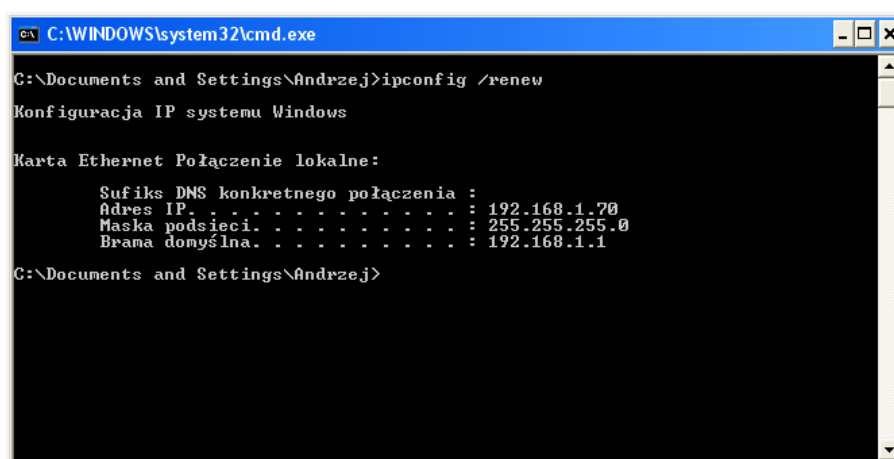 C:\WINDOWS\system32\cmd.exe
C:\Documents and Settings\Andrzej>ipconfig /renew
Konfiguracja IP systemu Windows
Karta Ethernet Połączenie lokalne:
Sufiks DNS konkretnego połączenia :
Adres IP. . . . . . . . . . . . . : 192.168.1.70
Maska podsieci. . . . . . . . . . : 255.255.255.0
Brama domyślna. . . . . . . . . . : 192.168.1.1
C:\Documents and Settings\Andrzej>